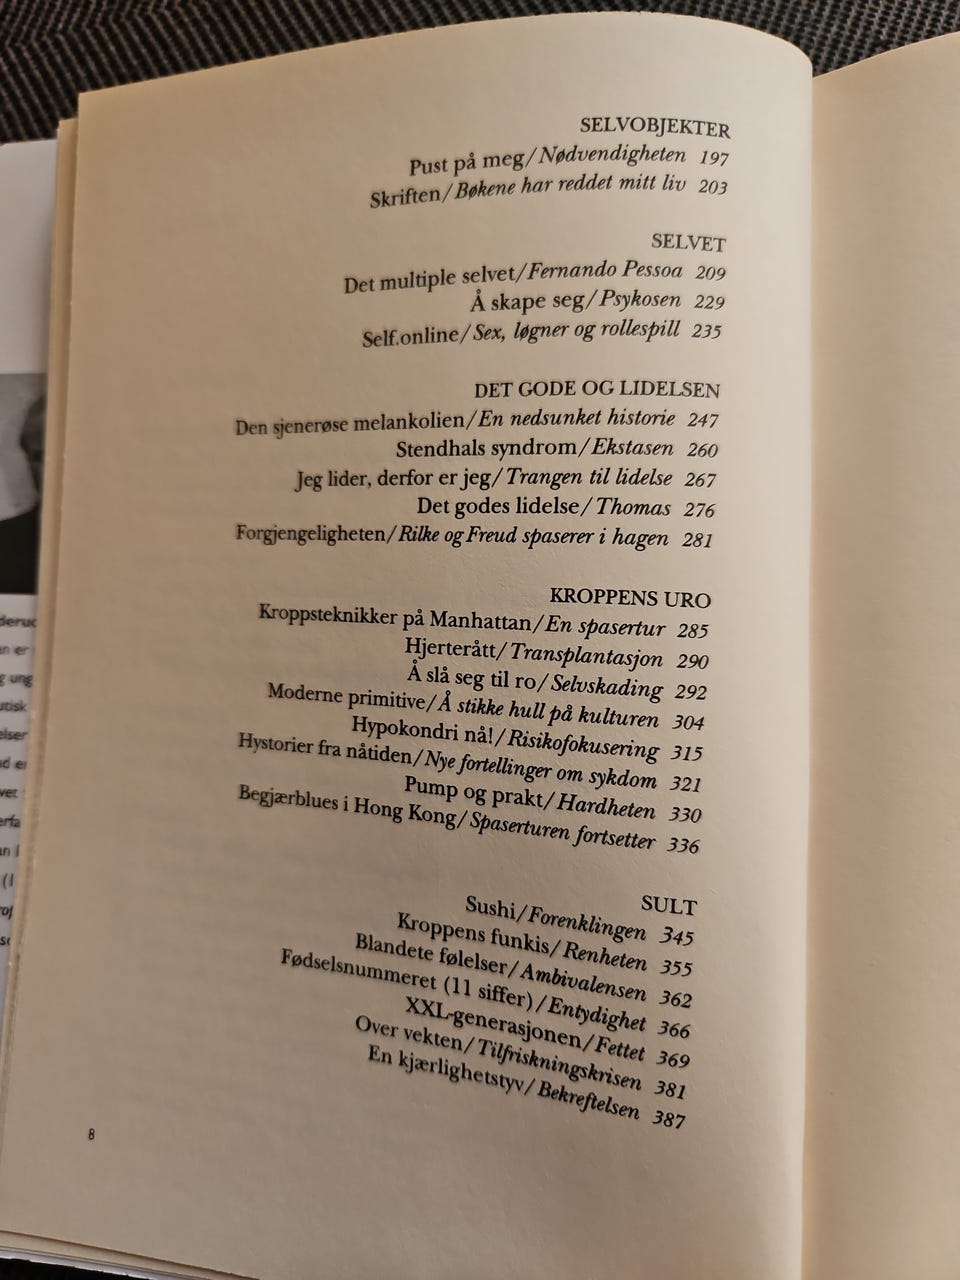 SELVOBJEKTER
Pust på meg/Nødvendigheten 197
Skriften/Bøkene har reddet mitt liv 203
SELVET
Det multiple selvet/Fernando Pessoa 209
Å skape seg/Psykosen 229
Self.online/Sex, løgner og rollespill 235
DET GODE OG LIDELSEN
Den sjenerøse melankolien/En nedsunket historie 247
Stendhals syndrom/Ekstasen 260
Jeg lider, derfor er jeg/Trangen til lidelse 267
Det godes lidelse/Thomas 276
Forgjengeligheten/Rilke og Freud spaserer i hagen 281
KROPPENS URO
Kroppsteknikker på Manhattan/En spasertur 285
Hjerterått/Transplantasjon 290
Å slå seg til ro/Selvskading 292
Moderne primitive/Å stikke hull på kulturen 304
Hypokondri nå!/Risikofokusering 315
Hystorier fra nåtiden/Nye fortellinger om sykdom 321
Pump og prakt/Hardheten 330
Begjærblues i Hong Kong/Spaserturen fortsetter 336
SULT
Sushi/Forenklingen 345
Kroppens funkis/Renheten 355
Blandete følelser/Ambivalensen 362
Fødselsnummeret (11 siffer)/Entydighet 366
XXL-generasjonen/Fettet 369
Over vekten/Tilfriskningskrisen 381
En kjærlighetstyv/Bekreftelsen 387
8